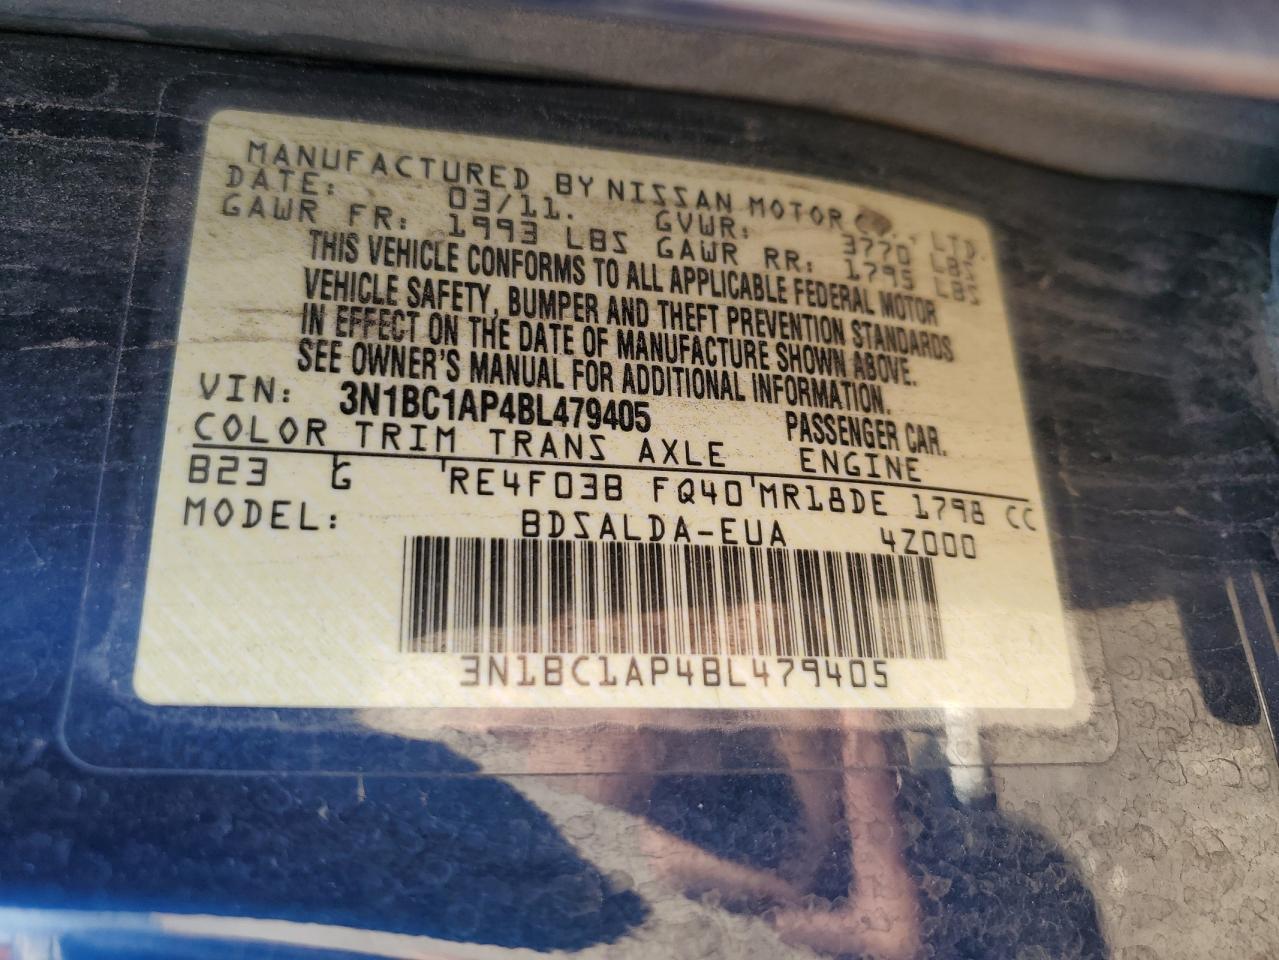 MANUFACTURED BY NISSAN MOTOR CO., LTD.
DATE: 03/11. GVWR: 3770 LBS
GAWR FR: 1993 LBS GAWR RR: 1795 LBS
THIS VEHICLE CONFORMS TO ALL APPLICABLE FEDERAL MOTOR
VEHICLE SAFETY, BUMPER AND THEFT PREVENTION STANDARDS
IN EFFECT ON THE DATE OF MANUFACTURE SHOWN ABOVE.
SEE OWNER'S MANUAL FOR ADDITIONAL INFORMATION.
VIN: 3N1BC1AP4BL479405 PASSENGER CAR.
COLOR TRIM TRANS AXLE ENGINE
B23 G RE4F03B FQ40 MR18DE 1798 CC
MODEL: BDSALDA-EUA 4Z000
3N1BC1AP4BL479405